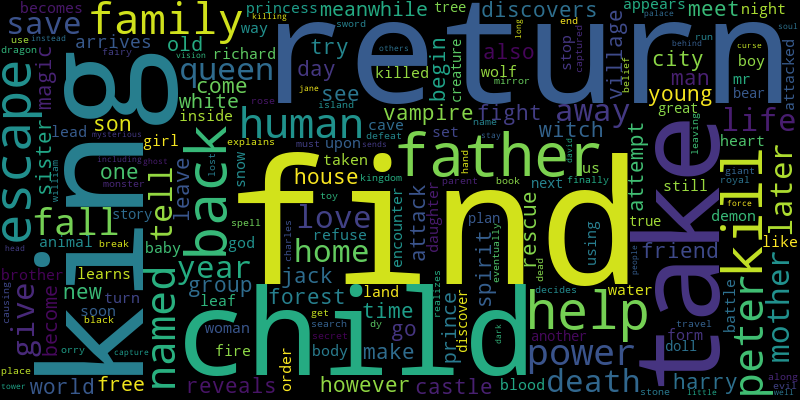 becomes
save
family
princess
meanwhile
tree
discovers
appears
meet
night
arrives
old
way
killing
sword
long
end
palace
soul
use
instead
dragon
magic
fairy
vision
richard
others
try
also
stop
captured
village
city
curse
behind
run
king
return
queen
day
see
killed
begin
creature
wolf
mirror
belief
man
boy
mr
bear
attacked
escape
sister
come
white
inside
jane
island
vampire
fight
away
young
great
life
son
girl
back
rose
human
cave
defeat
name
stay
set
witch
leaving
heart
lead
mysterious
one
including
ghost
monster
william
tell
leave
lost
snow
explains
must
upon
sends
father
hand
david
us
attempt
still
giant
royal
kill
later
fall
story
animal
break
baby
house
taken
kingdom
find
parent
book
next
finally
demon
force
god
spell
toy
love
refuse
home
charles
encounter
attack
daughter
plan
eventually
spirit
rescue
dead
using
true
people
take
friend
like
head
brother
learns
new
turn
named
year
group
jack
forest
land
time
realizes
decides
water
battle
travel
form
doll
peter
mother
causing
give
become
soon
black
leaf
woman
child
get
search
secret
dy
go
prince
discover
dark
help
another
power
orry
capture
fire
order
body
make
place
tower
world
free
reveals
however
castle
blood
death
stone
harry
little
along
evil
well